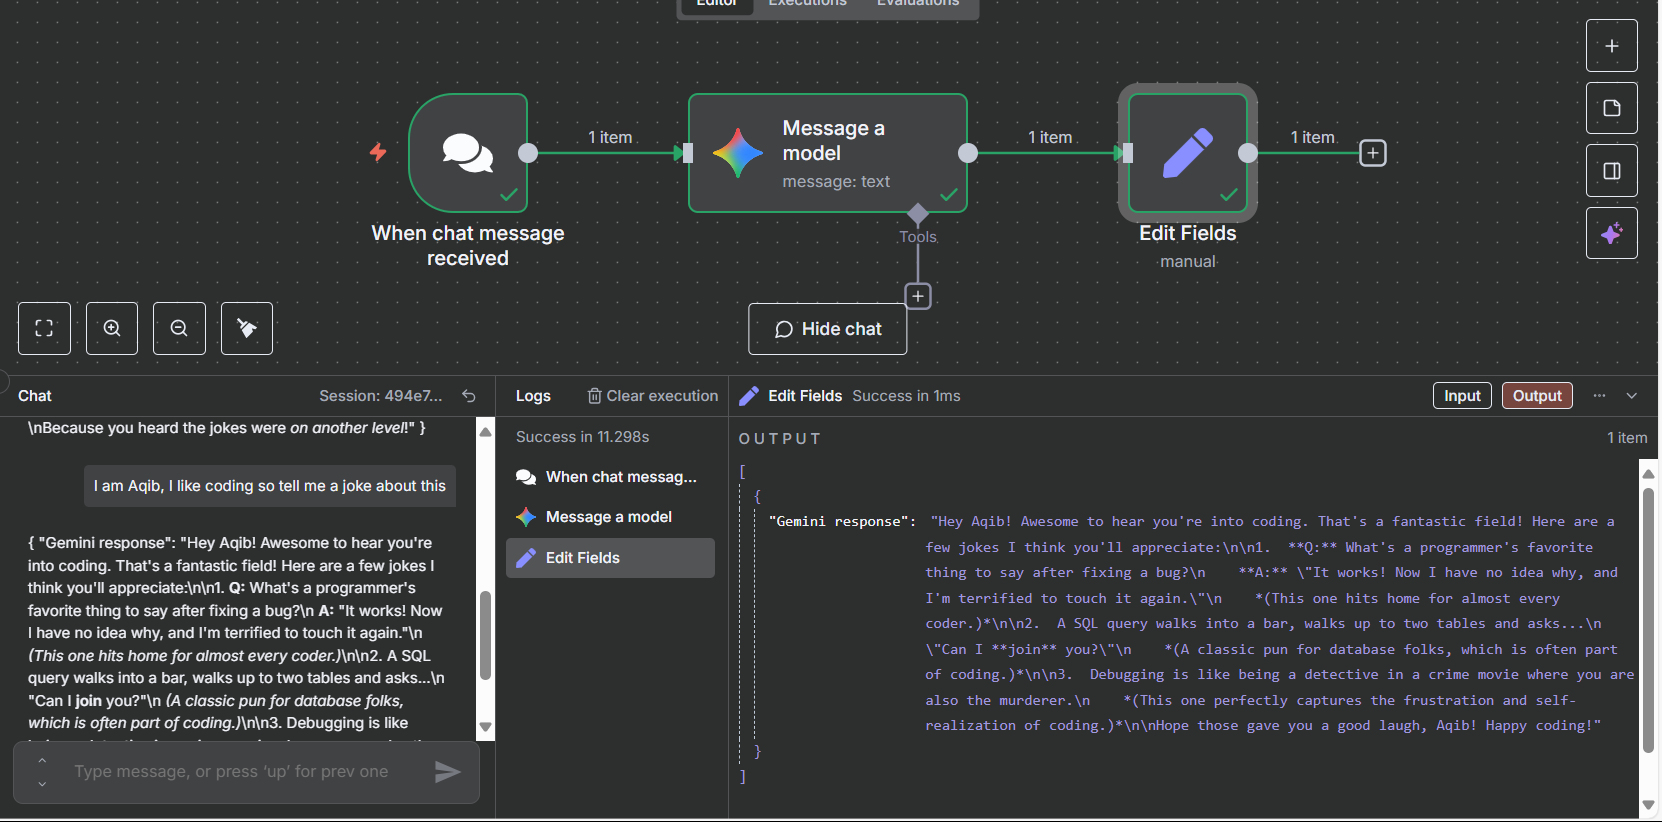 Editor Executions Evaluations
1 item
1 item
1 item
Message a
model
message: text
When chat message
received
Tools
Edit Fields
manual
Hide chat
Chat
Session: 494e7...
\nBecause you heard the jokes were on another level!" }
I am Aqib, I like coding so tell me a joke about this
{ "Gemini response": "Hey Aqib! Awesome to hear you're
into coding. That's a fantastic field! Here are a few jokes I
think you'll appreciate:\n\n1. Q: What's a programmer's
favorite thing to say after fixing a bug?\n A: "It works! Now
I have no idea why, and I'm terrified to touch it again."\n
(This one hits home for almost every coder.)\n\n2. A SQL
query walks into a bar, walks up to two tables and asks...\n
"Can I join you?"\n (A classic pun for database folks,
which is often part of coding.)\n\n3. Debugging is like
Type message, or press ‘up’ for prev one
Logs
Clear execution
Success in 11.298s
When chat messag...
Message a model
Edit Fields
Edit Fields Success in 1ms
Input
Output
...
OUTPUT
1 item
[
{
"Gemini response": "Hey Aqib! Awesome to hear you're into coding. That's a fantastic field! Here are a
few jokes I think you'll appreciate:\n\n1.  **Q:** What's a programmer's favorite
thing to say after fixing a bug?\n    **A:** \"It works! Now I have no idea why, and
I'm terrified to touch it again.\"\n    *(This one hits home for almost every
coder.)*\n\n2.  A SQL query walks into a bar, walks up to two tables and asks...\n
\"Can I **join** you?\"\n    *(A classic pun for database folks, which is often part
of coding.)*\n\n3.  Debugging is like being a detective in a crime movie where you are
also the murderer.\n    *(This one perfectly captures the frustration and self-
realization of coding.)*\n\nHope those gave you a good laugh, Aqib! Happy coding!"
}
]